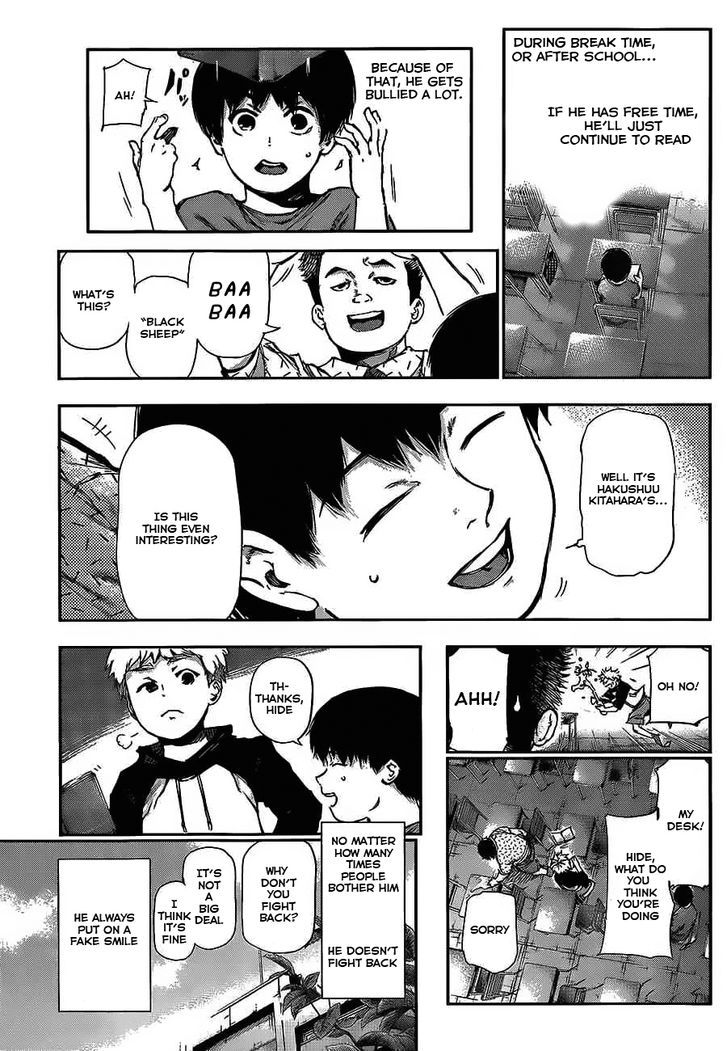 DURING BREAK TIME,
OR AFTER SCHOOL...
IF HE HAS FREE TIME,
HE'LL JUST
CONTINUE TO READ
BECAUSE OF
THAT, HE GETS
BULLIED A LOT.
AH!
BAA
BAA
"BLACK
SHEEP"
WHAT'S
THIS?
WELL IT'S
HAKUSHUU
KITAHARA'S...
IS THIS
THING EVEN
INTERESTING?
OH NO!
AHH!
MY
DESK!
HIDE,
WHAT DO
YOU
THINK
YOU'RE
DOING
SORRY
TH-
THANKS,
HIDE
NO MATTER
HOW MANY
TIMES
PEOPLE
BOTHER HIM
HE DOESN'T
FIGHT BACK
WHY
DON'T
YOU
FIGHT
BACK?
IT'S
NOT
A BIG
DEAL
I
THINK
IT'S
FINE
HE ALWAYS
PUT ON A
FAKE SMILE